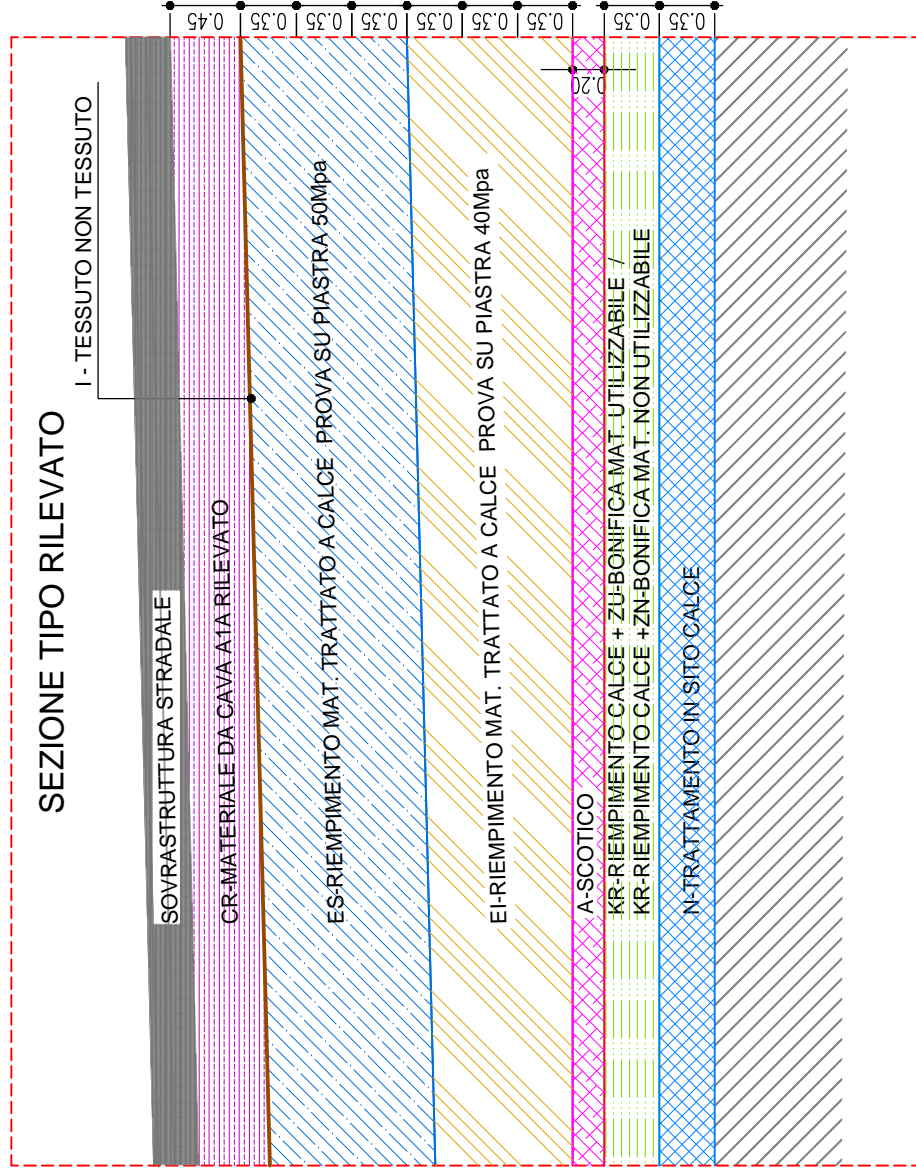 SEZIONE TIPO RILEVATO
I - TESSUTO NON TESSUTO
SOVRASTRUTTURA STRADALE
CR-MATERIALE DA CAVA A1A RILEVATO
ES-RIEMPIMENTO MAT. TRATTATO A CALCE PROVA SU PIASTRA 50Mpa
EI-RIEMPIMENTO MAT. TRATTATO A CALCE PROVA SU PIASTRA 40Mpa
A-SCOTICO
KR-RIEMPIMENTO CALCE + ZU-BONIFICA MAT. UTILIZZABILE /
KR-RIEMPIMENTO CALCE +ZN-BONIFICA MAT. NON UTILIZZABILE
N-TRATTAMENTO IN SITO CALCE
0.45
0.35
0.35
0.35
0.35
0.35
0.35
0.20
0.35
0.35